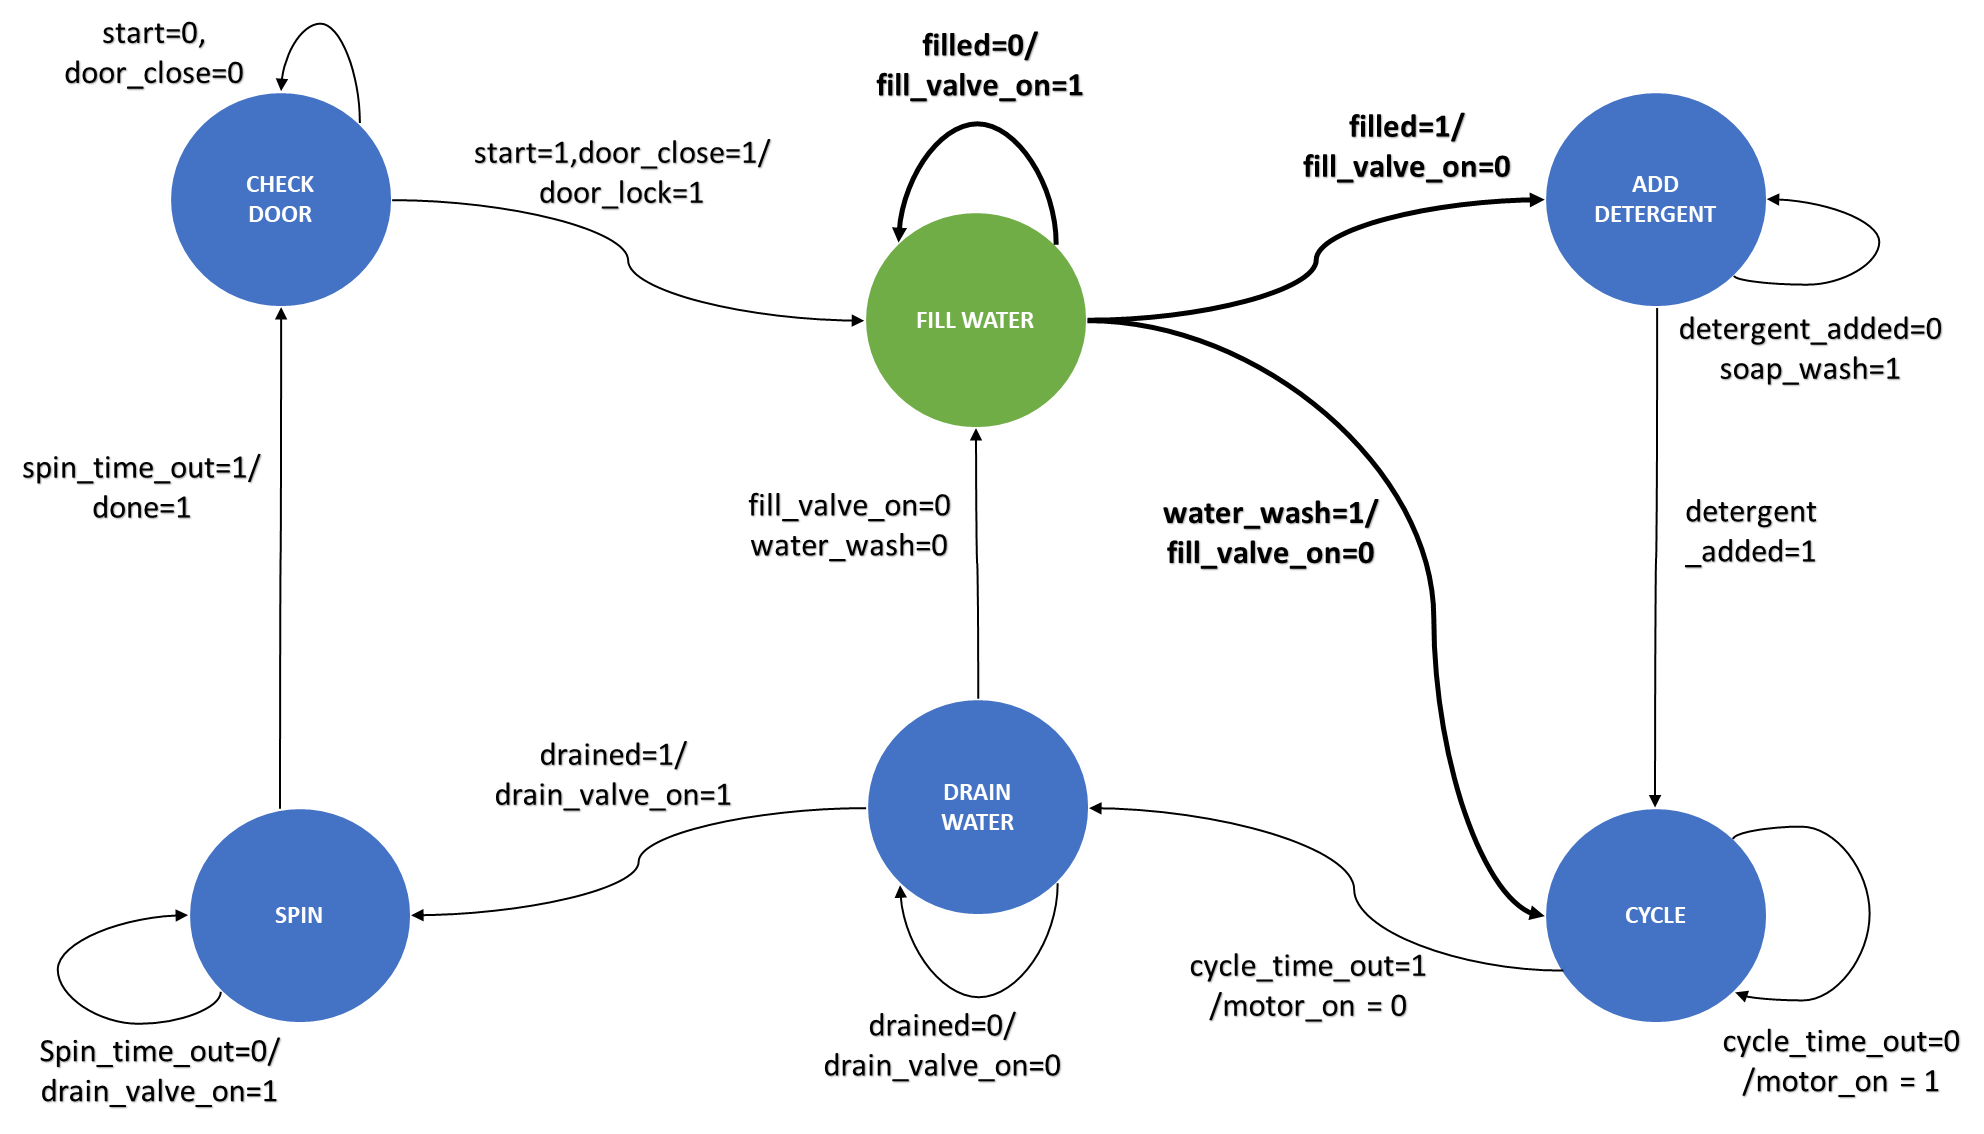 start=0,
door_close=0
filled=0/
fill_valve_on=1
filled=1/
fill_valve_on=0
start=1,door_close=1/
door_lock=1
CHECK
DOOR
ADD
DETERGENT
FILL WATER
detergent_added=0
soap_wash=1
spin_time_out=1/
done=1
fill_valve_on=0
water_wash=0
water_wash=1/
fill_valve_on=0
detergent
_added=1
drained=1/
drain_valve_on=1
DRAIN
WATER
SPIN
CYCLE
cycle_time_out=1
/motor_on = 0
drained=0/
drain_valve_on=0
Spin_time_out=0/
drain_valve_on=1
cycle_time_out=0
/motor_on = 1